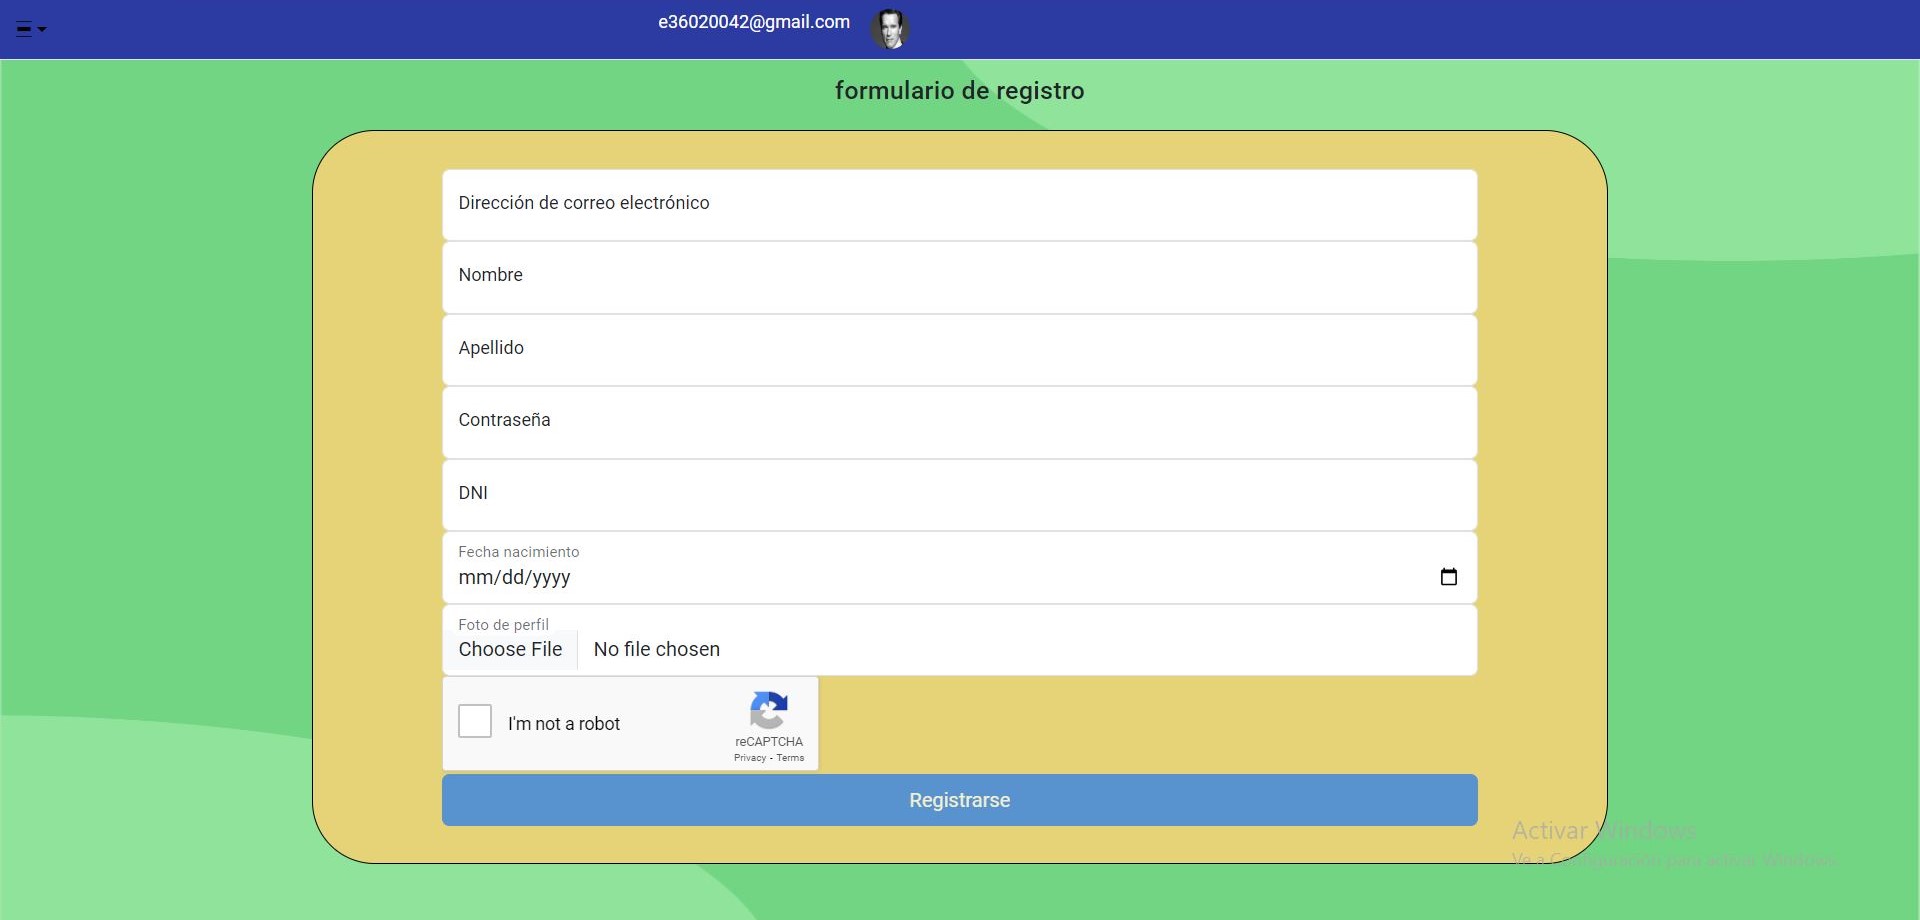 e36020042@gmail.com
formulario de registro
Dirección de correo electrónico
Nombre
Apellido
Contraseña
DNI
Fecha nacimiento
mm/dd/yyyy
Foto de perfil
Choose File No file chosen
I'm not a robot
reCAPTCHA
Privacy - Terms
Registrarse
Activar Windows
Ve a Configuración para activar Windows.